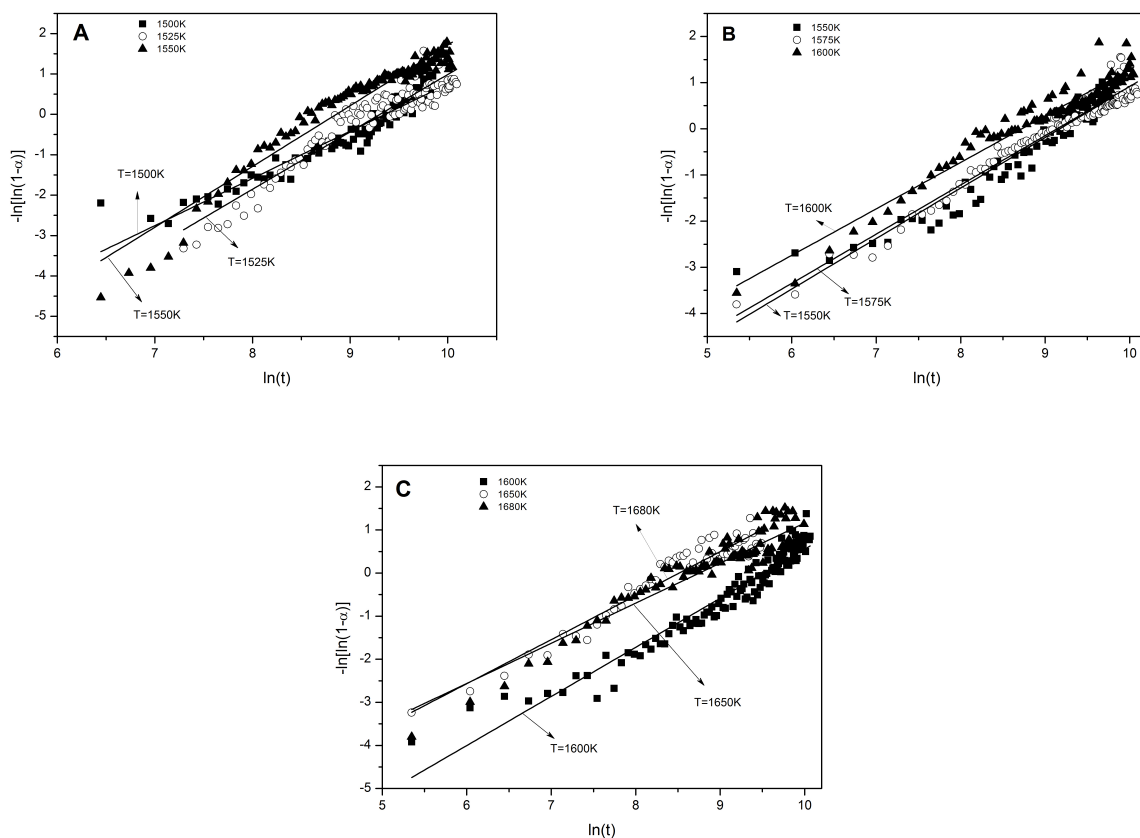 A
1500K
1525K
1550K
2
1
0
-1
-2
-3
-4
-5
-ln[ln(1-α)]
T=1500K
T=1525K
T=1550K
6 7 8 9 10
ln(t)
B
1550K
1575K
1600K
2
1
0
-1
-2
-3
-4
-ln[ln(1-α)]
T=1600K
T=1575K
T=1550K
5 6 7 8 9 10
ln(t)
C
1600K
1650K
1680K
2
1
0
-1
-2
-3
-4
-5
-ln[ln(1-α)]
T=1680K
T=1650K
T=1600K
5 6 7 8 9 10
ln(t)